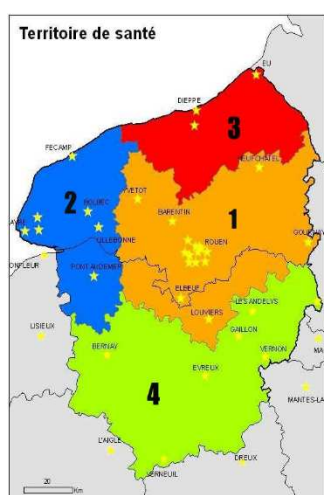 Territoire de santé
EU
DIEPPE
3
FECAMP
NEUFCHATEL
YVETOT
BOLBEC
2
BARENTIN
1
LILLEBONNE
ROUEN
PONT AUDEMER
ELBEUF
LES ANDELYS
LOUVIERS
LISIEUX
GAILLON
BERNAY
VERNON
EVREUX
4
MANTES-LA
L'AIGLE
VERNEUIL
DREUX
20
Km